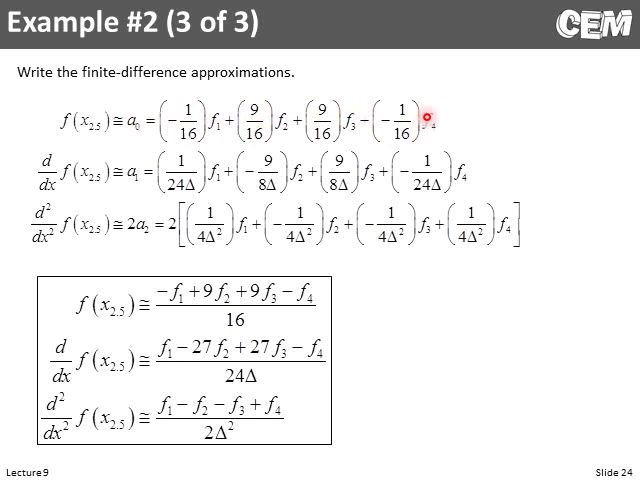 Example #2 (3 of 3)
CEM
Write the finite-difference approximations.
f(x_{2.5}) ≅ a_0 = (-1/16) f_1 + (9/16) f_2 + (9/16) f_3 + (-1/16) f_4
d/dx f(x_{2.5}) ≅ a_1 = (1/24Δ) f_1 + (-9/8Δ) f_2 + (9/8Δ) f_3 + (-1/24Δ) f_4
d²/dx² f(x_{2.5}) ≅ 2a_2 = 2[(1/4Δ²) f_1 + (-1/4Δ²) f_2 + (-1/4Δ²) f_3 + (1/4Δ²) f_4]
f(x_{2.5}) ≅ (-f_1 + 9f_2 + 9f_3 - f_4)/16
d/dx f(x_{2.5}) ≅ (f_1 - 27f_2 + 27f_3 - f_4)/24Δ
d²/dx² f(x_{2.5}) ≅ (f_1 - f_2 - f_3 + f_4)/2Δ²
Lecture 9
Slide 24